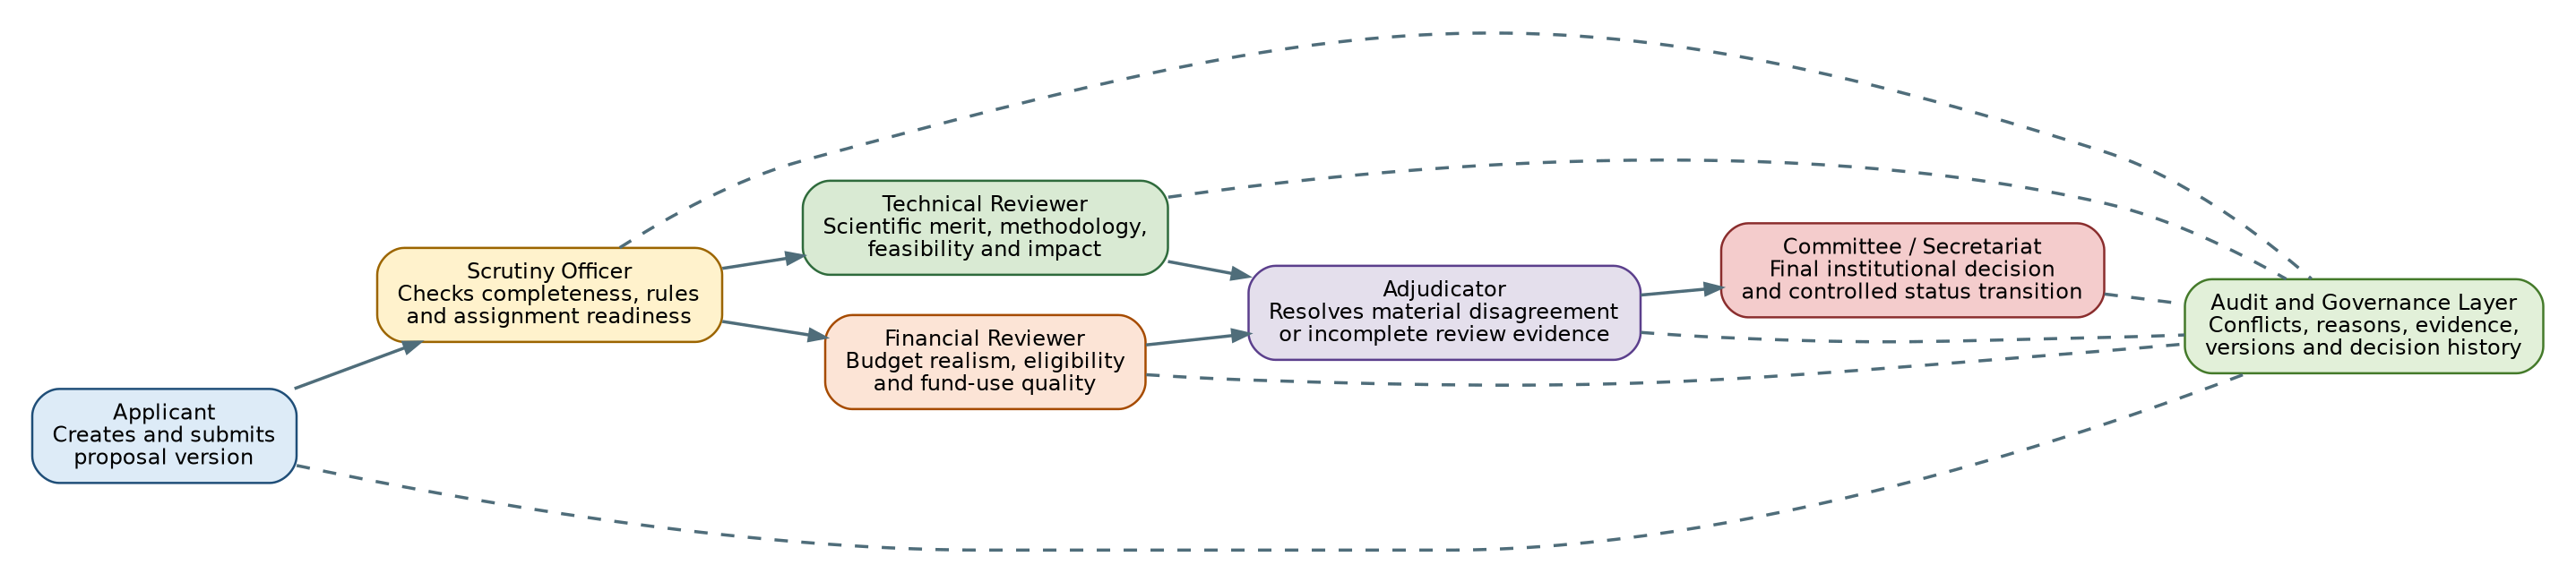 Applicant
Creates and submits
proposal version
Scrutiny Officer
Checks completeness, rules
and assignment readiness
Technical Reviewer
Scientific merit, methodology,
feasibility and impact
Financial Reviewer
Budget realism, eligibility
and fund-use quality
Adjudicator
Resolves material disagreement
or incomplete review evidence
Committee / Secretariat
Final institutional decision
and controlled status transition
Audit and Governance Layer
Conflicts, reasons, evidence,
versions and decision history